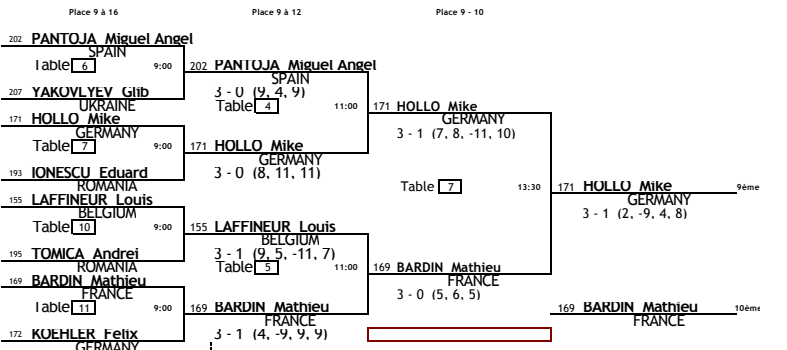 Place 9 à 16 Place 9 à 12 Place 9 - 10
202 PANTOJA Miguel Angel
SPAIN
Table 6 9:00
207 YAKOVLYEV Glib
UKRAINE
171 HOLLO Mike
GERMANY
Table 7 9:00
193 IONESCU Eduard
ROMANIA
155 LAFFINEUR Louis
BELGIUM
Table 10 9:00
195 TOMICA Andrei
ROMANIA
169 BARDIN Mathieu
FRANCE
Table 11 9:00
172 KOEHLER Felix
GERMANY
202 PANTOJA Miguel Angel
SPAIN
3 - 0 (9, 4, 9)
Table 4 11:00
171 HOLLO Mike
GERMANY
3 - 0 (8, 11, 11)
155 LAFFINEUR Louis
BELGIUM
3 - 1 (9, 5, -11, 7)
Table 5 11:00
169 BARDIN Mathieu
FRANCE
3 - 1 (4, -9, 9, 9)
171 HOLLO Mike
GERMANY
3 - 1 (7, 8, -11, 10)
Table 7 13:30
169 BARDIN Mathieu
FRANCE
3 - 0 (5, 6, 5)
171 HOLLO Mike 9ème
GERMANY
3 - 1 (2, -9, 4, 8)
169 BARDIN Mathieu 10ème
FRANCE